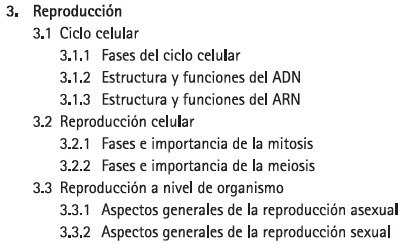 3. Reproducción
3.1 Ciclo celular
3.1.1 Fases del ciclo celular
3.1.2 Estructura y funciones del ADN
3.1.3 Estructura y funciones del ARN
3.2 Reproducción celular
3.2.1 Fases e importancia de la mitosis
3.2.2 Fases e importancia de la meiosis
3.3 Reproducción a nivel de organismo
3.3.1 Aspectos generales de la reproducción asexual
3.3.2 Aspectos generales de la reproducción sexual